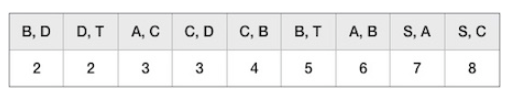 B, D D, T A, C C, D C, B B, T A, B S, A S, C
2 2 3 3 4 5 6 7 8